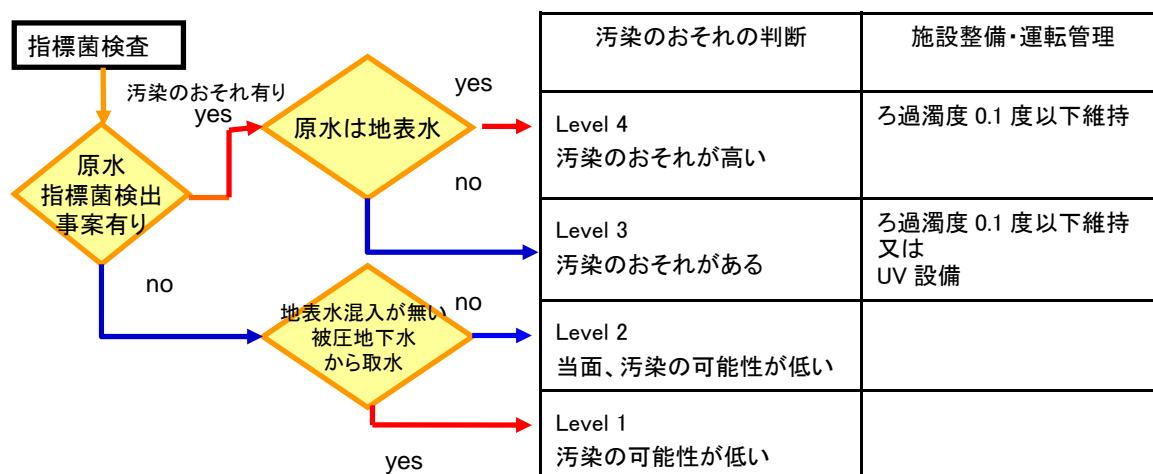 指標菌検査
汚染のおそれ有り
yes
原水
指標菌検出
事案有り
原水は地表水
yes
no
no
地表水混入が無い
被圧地下水
から取水
no
yes
汚染のおそれの判断
施設整備・運転管理
Level 4
汚染のおそれが高い
ろ過濁度 0.1 度以下維持
Level 3
汚染のおそれがある
ろ過濁度 0.1 度以下維持
又は
UV 設備
Level 2
当面、汚染の可能性が低い
Level 1
汚染の可能性が低い